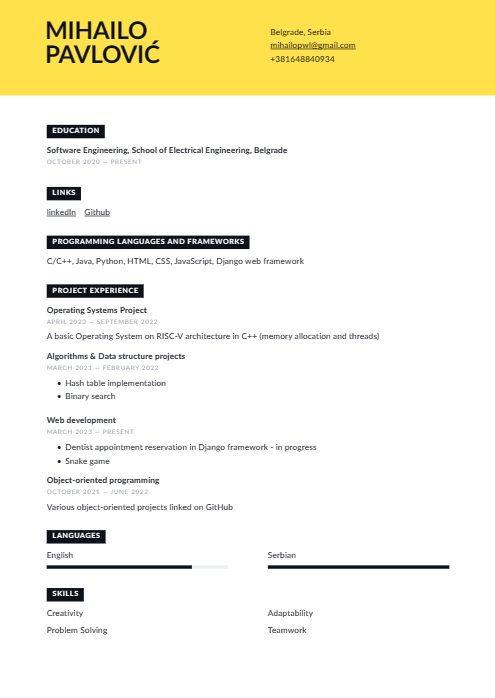 MIHAILO
PAVLOVIĆ
Belgrade, Serbia
mihailopwl@gmail.com
+381648840934
EDUCATION
Software Engineering, School of Electrical Engineering, Belgrade
OCTOBER 2020 — PRESENT
LINKS
linkedIn Github
PROGRAMMING LANGUAGES AND FRAMEWORKS
C/C++, Java, Python, HTML, CSS, JavaScript, Django web framework
PROJECT EXPERIENCE
Operating Systems Project
APRIL 2022 — SEPTEMBER 2022
A basic Operating System on RISC-V architecture in C++ (memory allocation and threads)
Algorithms & Data structure projects
MARCH 2021 — FEBRUARY 2022
• Hash table implementation
• Binary search
Web development
MARCH 2023 — PRESENT
• Dentist appointment reservation in Django framework - in progress
• Snake game
Object-oriented programming
OCTOBER 2021 — JUNE 2022
Various object-oriented projects linked on GitHub
LANGUAGES
English Serbian
SKILLS
Creativity Adaptability
Problem Solving Teamwork